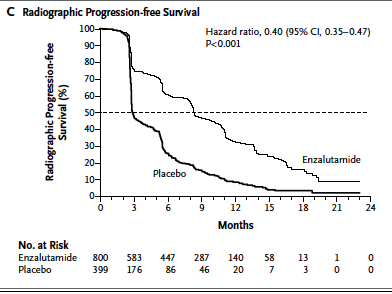 C Radiographic Progression-free Survival
Hazard ratio, 0.40 (95% CI, 0.35–0.47)
P<0.001
Radiographic Progression-free
Survival (%)
100
90
80
70
60
50
40
30
20
10
0
Enzalutamide
Placebo
0 3 6 9 12 15 18 21 24
Months
No. at Risk
Enzalutamide 800 583 447 287 140 58 13 1 0
Placebo 399 176 86 46 20 7 3 0 0